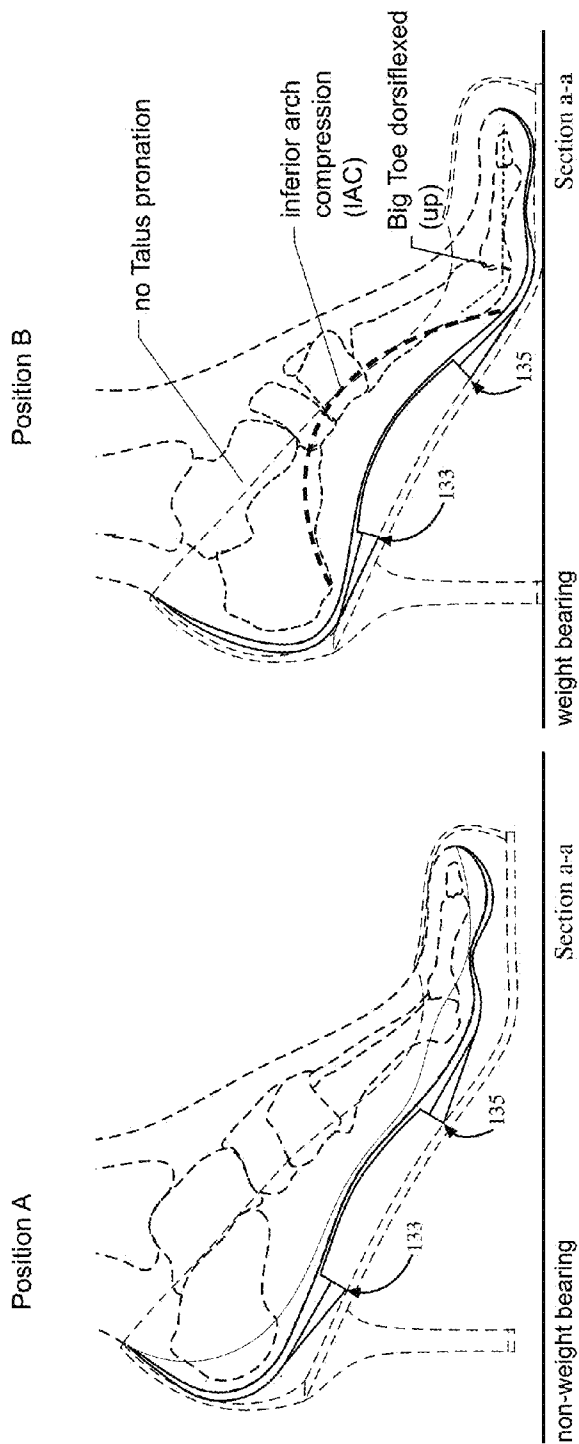 Position A
133
135
non-weight bearing
Section a-a
Position B
no Talus pronation
inferior arch
compression
(IAC)
Big Toe dorsiflexed
(up)
133
135
weight bearing
Section a-a